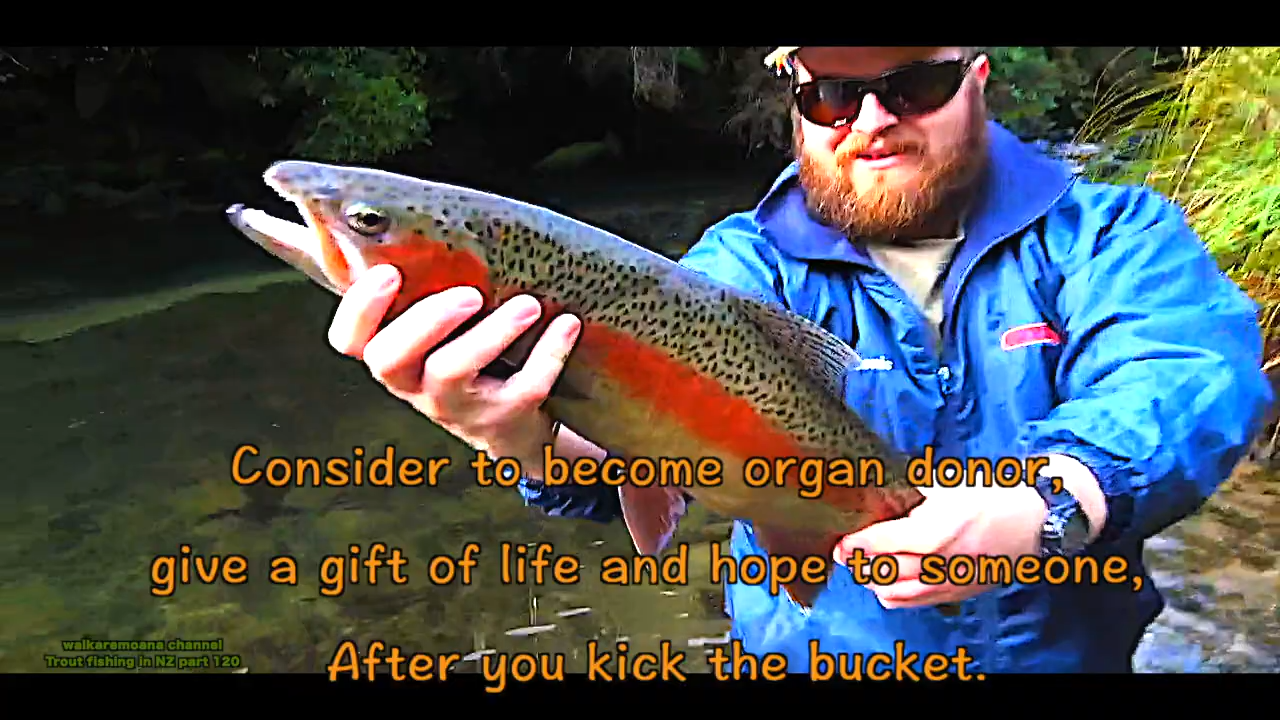 Consider to become organ donor,
give a gift of life and hope to someone,
waikaremoana channel
Trout fishing in NZ part 120
After you kick the bucket.